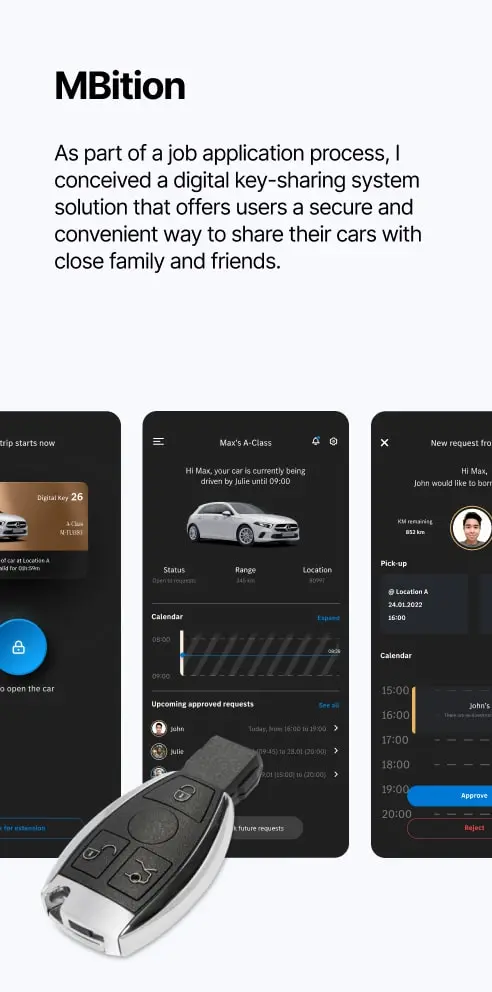 MBition
As part of a job application process, I
conceived a digital key-sharing system
solution that offers users a secure and
convenient way to share their cars with
close family and friends.
trip starts now
Digital Key 26
A-Class
of car at Location A
valid for 08h:59m
to open the car
for extension
Max's A-Class
Hi Max, your car is currently being
driven by Julie until 09:00
Status Range Location
Open to requests 345 km 80997
Calendar Expand
08:00
09:00
Upcoming approved requests See all
John Today, from 16:00 to 19:00
Julie (09:45) to 28.01 (20:00)
01 (15:00) to (20:00)
future requests
New request from
Hi Max,
John would like to
KM remaining
852 km
Pick-up
@ Location A
24.01.2022
16:00
Calendar
15:00
16:00
John's
17:00
18:00
19:00
Approve
20:00
Reject